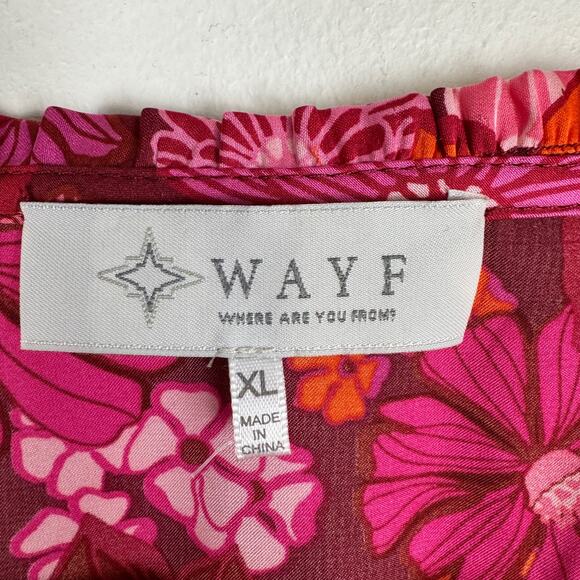 WAYF
WHERE ARE YOU FROM?
XL
MADE
IN
CHINA